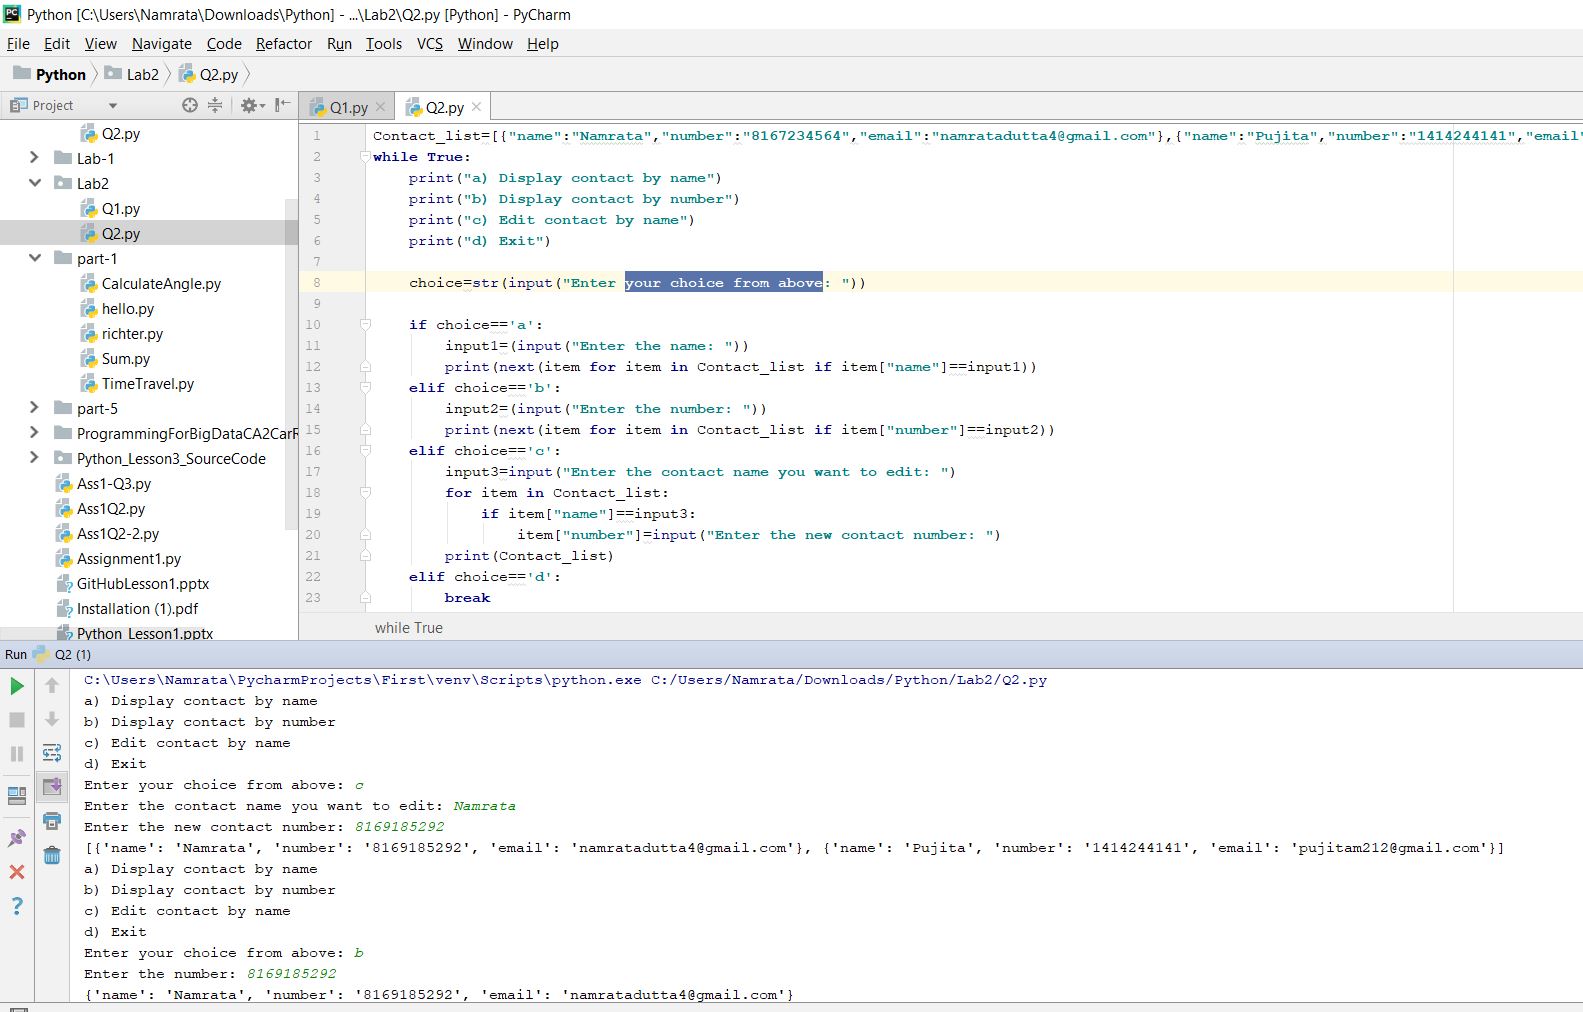 Python [C:\Users\Namrata\Downloads\Python] - ...\Lab2\Q2.py [Python] - PyCharm
File Edit View Navigate Code Refactor Run Tools VCS Window Help
Python Lab2 Q2.py
Project
Q1.py Q2.py
Q2.py
Lab-1
Lab2
Q1.py
Q2.py
part-1
CalculateAngle.py
hello.py
richter.py
Sum.py
TimeTravel.py
part-5
ProgrammingForBigDataCA2CarR
Python_Lesson3_SourceCode
Ass1-Q3.py
Ass1Q2.py
Ass1Q2-2.py
Assignment1.py
GitHubLesson1.pptx
Installation (1).pdf
Python_Lesson1.pptx
1 Contact_list=[{"name":"Namrata","number":"8167234564","email":"namratadutta4@gmail.com"},{"name":"Pujita","number":"1414244141","email"
2 while True:
3 print("a) Display contact by name")
4 print("b) Display contact by number")
5 print("c) Edit contact by name")
6 print("d) Exit")
7
8 choice=str(input("Enter your choice from above: "))
9
10 if choice=='a':
11 input1=(input("Enter the name: "))
12 print(next(item for item in Contact_list if item["name"]==input1))
13 elif choice=='b':
14 input2=(input("Enter the number: "))
15 print(next(item for item in Contact_list if item["number"]==input2))
16 elif choice=='c':
17 input3=input("Enter the contact name you want to edit: ")
18 for item in Contact_list:
19 if item["name"]==input3:
20 item["number"]=input("Enter the new contact number: ")
21 print(Contact_list)
22 elif choice=='d':
23 break
while True
Run Q2 (1)
C:\Users\Namrata\PycharmProjects\First\venv\Scripts\python.exe C:/Users/Namrata/Downloads/Python/Lab2/Q2.py
a) Display contact by name
b) Display contact by number
c) Edit contact by name
d) Exit
Enter your choice from above: c
Enter the contact name you want to edit: Namrata
Enter the new contact number: 8169185292
[{'name': 'Namrata', 'number': '8169185292', 'email': 'namratadutta4@gmail.com'}, {'name': 'Pujita', 'number': '1414244141', 'email': 'pujitam212@gmail.com'}]
a) Display contact by name
b) Display contact by number
c) Edit contact by name
d) Exit
Enter your choice from above: b
Enter the number: 8169185292
{'name': 'Namrata', 'number': '8169185292', 'email': 'namratadutta4@gmail.com'}